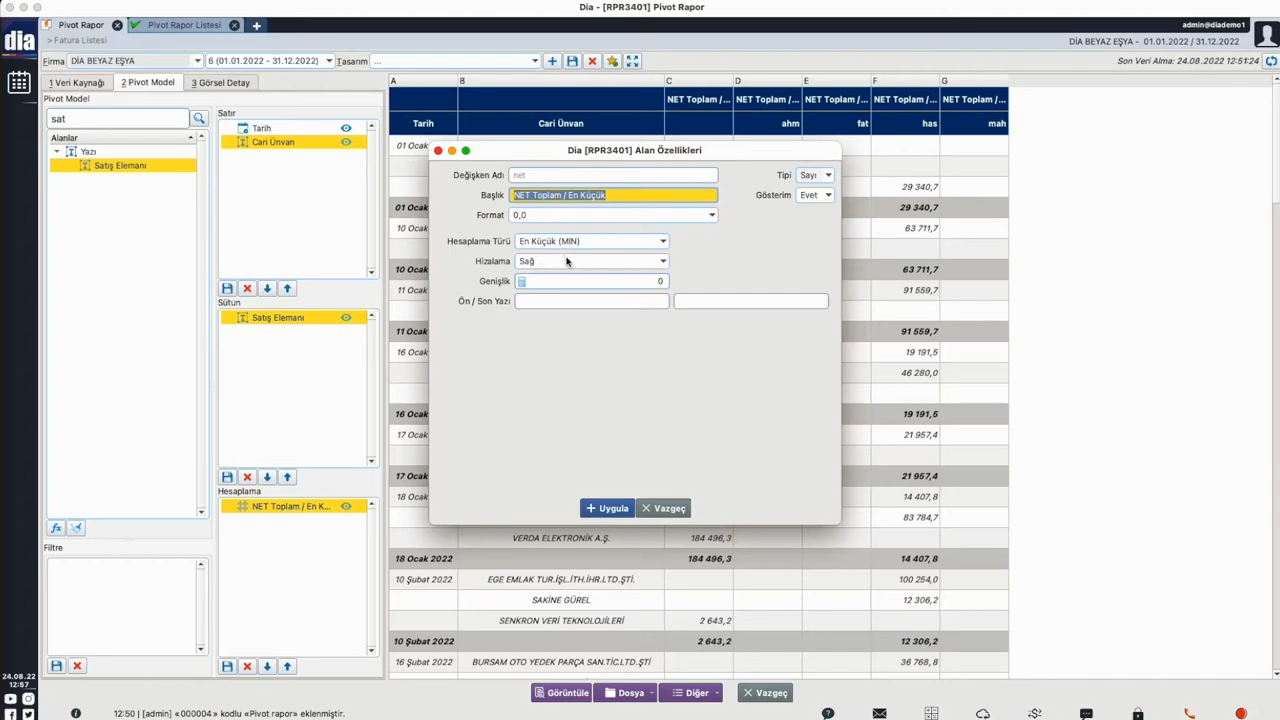 Dia - [RPR3401] Pivot Rapor
Pivot Rapor
Pivot Rapor Listesi
admin@diademo1
dia
> Fatura Listesi
DİA BEYAZ EŞYA — 01.01.2022 / 31.12.2022
Firma DİA BEYAZ EŞYA 6 (01.01.2022 - 31.12.2022) Tasarım ...
Son Veri Alma: 24.08.2022 12:51:24
1 Veri Kaynağı 2 Pivot Model 3 Görsel Detay
A B C D E F G
Pivot Model
sat
Alanlar
Yazı
Satış Elemanı
Satır
Tarih
Cari Ünvan
Sütun
Satış Elemanı
Hesaplama
NET Toplam / En K...
Filtre
NET Toplam /... NET Toplam /... NET Toplam /... NET Toplam /... NET Toplam /...
Tarih Cari Ünvan ahm fat has mah
01 Ocak
29 340,7
01 Ocak 29 340,7
10 Ocak 63 711,7
10 Ocak 63 711,7
11 Ocak 91 559,7
11 Ocak 91 559,7
16 Ocak 19 191,5
46 280,0
16 Ocak 19 191,5
17 Ocak 21 957,4
17 Ocak 21 957,4
18 Ocak 14 407,8
83 784,7
VERDA ELEKTRONİK A.Ş. 184 496,3
18 Ocak 2022 184 496,3 14 407,8
10 Şubat 2022 EGE EMLAK TUR.İŞL.İTH.İHR.LTD.ŞTİ. 100 254,0
SAKİNE GÜREL 12 306,2
SENKRON VERİ TEKNOLOJİLERİ 2 643,2
10 Şubat 2022 2 643,2 12 306,2
16 Şubat 2022 BURSAM OTO YEDEK PARÇA SAN.TİC.LTD.ŞTİ 36 768,8
Dia [RPR3401] Alan Özellikleri
Değişken Adı net Tipi Sayı
Başlık NET Toplam / En Küçük Gösterim Evet
Format 0,0
Hesaplama Türü En Küçük (MIN)
Hizalama Sağ
Genişlik 0
Ön / Son Yazı
Uygula Vazgeç
Görüntüle Dosya Diğer Vazgeç
24.08.22
12:57
12:50 | [admin] «000004» kodlu «Pivot rapor» eklenmiştir.